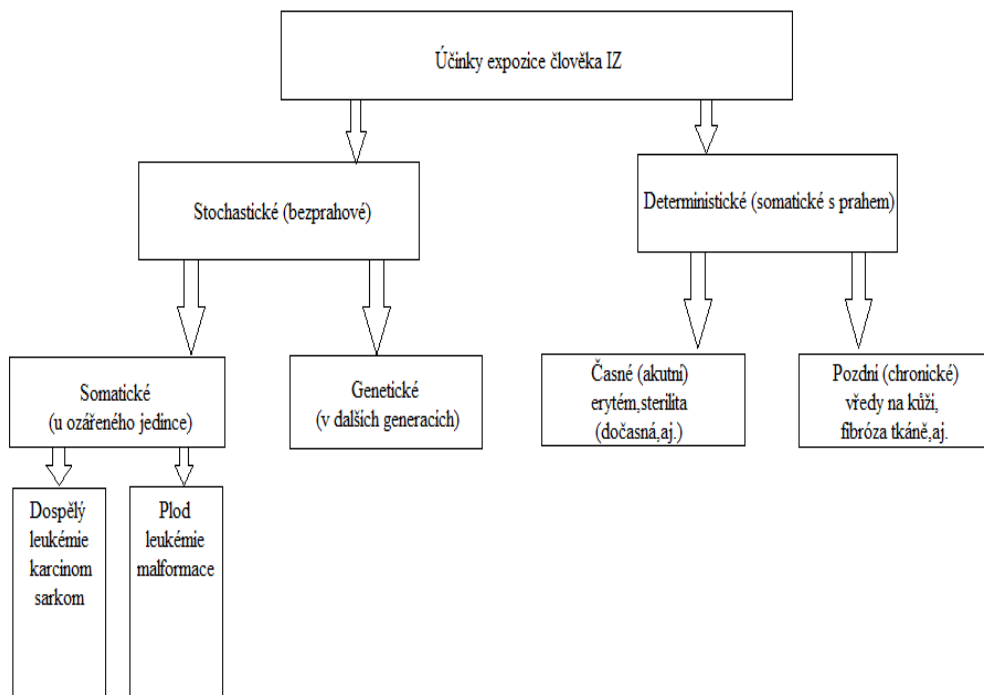 Účinky expozice člověka IZ
Stochastické (bezprahové)
Deterministické (somatické s prahem)
Somatické
(u ozářeného jedince)
Genetické
(v dalších generacích)
Časné (akutní)
erytém,sterilita
(dočasná,aj.)
Pozdní (chronické)
vředy na kůži,
fibróza tkáně,aj.
Dospělý
leukémie
karcinom
sarkom
Plod
leukémie
malformace